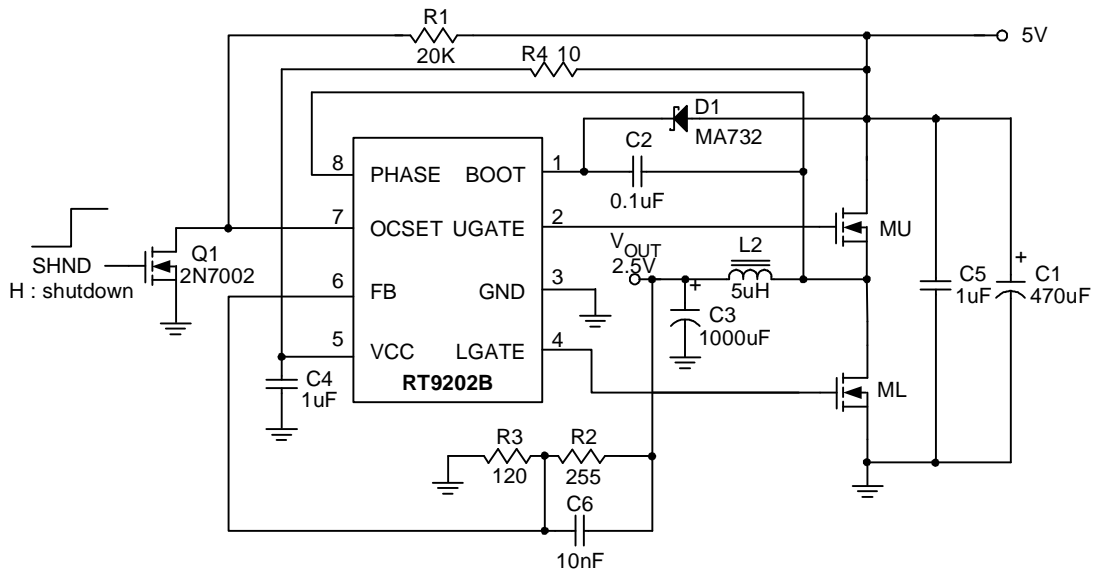 R1
20K
5V
R4 10
D1
MA732
C2
0.1uF
8 PHASE BOOT 1
7 OCSET UGATE 2
6 FB GND 3
5 VCC LGATE 4
RT9202B
SHND
H : shutdown
Q1
2N7002
MU
VOUT
2.5V
L2
5uH
C3
1000uF
C5
1uF
+
C1
470uF
+
ML
C4
1uF
R3
120
R2
255
C6
10nF